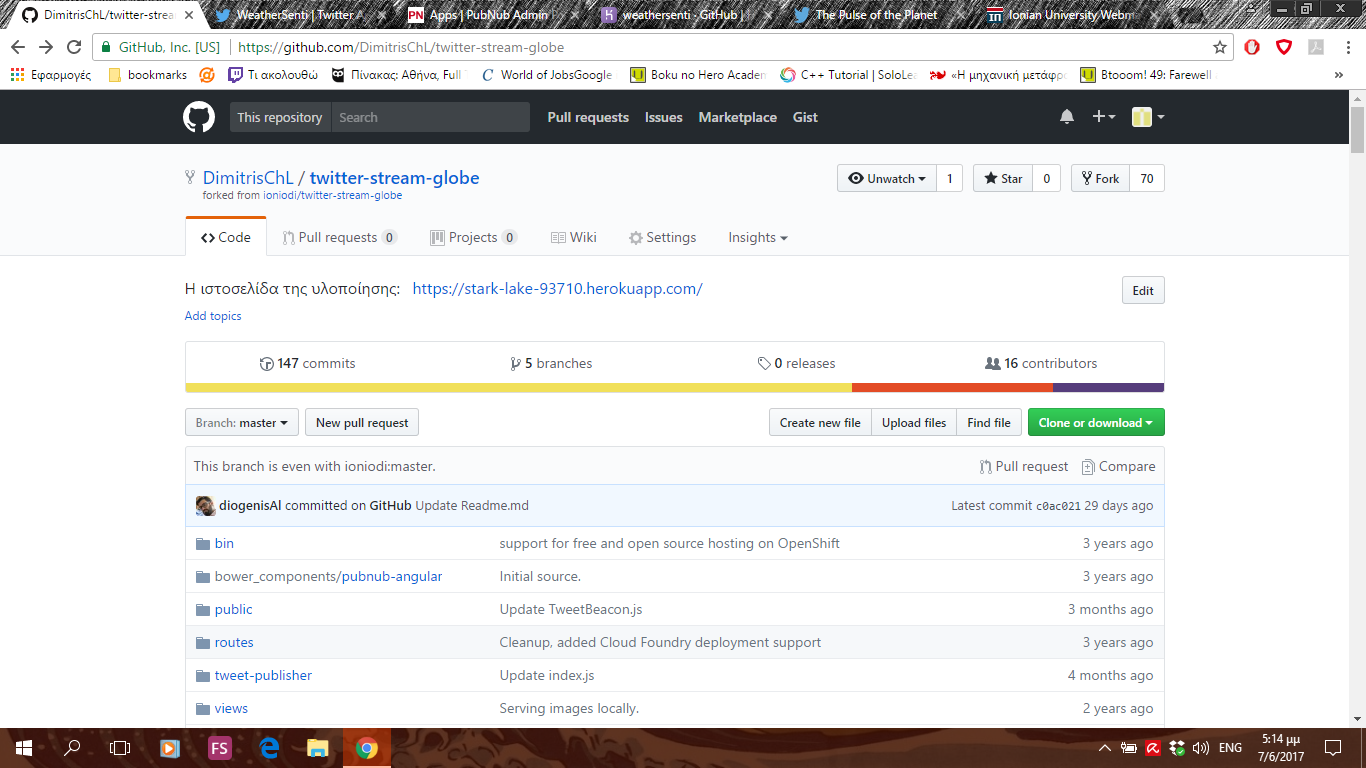 DimitrisChL/twitter-strea
WeatherSenti | Twitter A
Apps | PubNub Admin P
weathersenti · GitHub |
The Pulse of the Planet
Ionian University Webm
GitHub, Inc. [US] https://github.com/DimitrisChL/twitter-stream-globe
Εφαρμογές bookmarks Τι ακολουθώ Πίνακας: Αθήνα, Full World of JobsGoogle Boku no Hero Academ C++ Tutorial | SoloLea «Η μηχανική μετάφρα Btooom! 49: Farewell »
This repository Search Pull requests Issues Marketplace Gist
DimitrisChL / twitter-stream-globe Unwatch 1 Star 0 Fork 70
forked from ioniodi/twitter-stream-globe
Code Pull requests 0 Projects 0 Wiki Settings Insights
Η ιστοσελίδα της υλοποίησης: https://stark-lake-93710.herokuapp.com/ Edit
Add topics
147 commits 5 branches 0 releases 16 contributors
Branch: master New pull request Create new file Upload files Find file Clone or download
This branch is even with ioniodi:master. Pull request Compare
diogenisAl committed on GitHub Update Readme.md Latest commit c0ac021 29 days ago
bin support for free and open source hosting on OpenShift 3 years ago
bower_components/pubnub-angular Initial source. 3 years ago
public Update TweetBeacon.js 3 months ago
routes Cleanup, added Cloud Foundry deployment support 3 years ago
tweet-publisher Update index.js 4 months ago
views Serving images locally. 2 years ago
FS ENG 5:14 μμ
7/6/2017